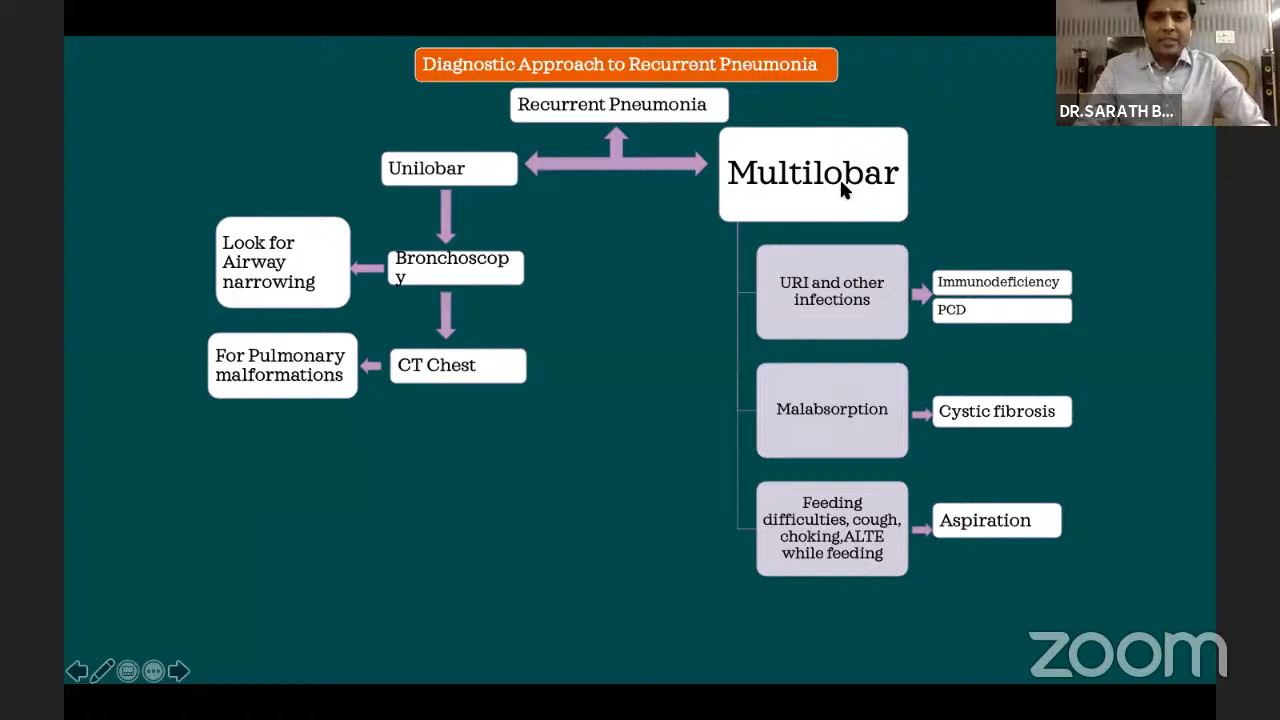 Diagnostic Approach to Recurrent Pneumonia
Recurrent Pneumonia
DR.SARATH B...
Unilobar
Multilobar
Look for
Airway
narrowing
Bronchoscop
y
For Pulmonary
malformations
CT Chest
URI and other
infections
Immunodeficiency
PCD
Malabsorption
Cystic fibrosis
Feeding
difficulties, cough,
choking,ALTE
while feeding
Aspiration
zoom